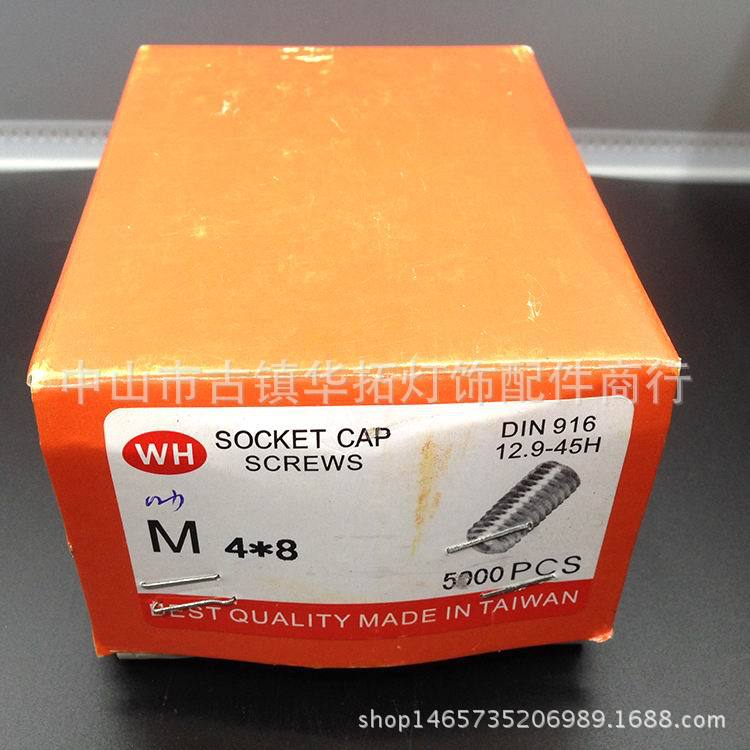 中山市古镇华拓灯饰配件商行
WH
SOCKET CAP
SCREWS
DIN 916
12.9-45H
M 4*8
5000 PCS
BEST QUALITY MADE IN TAIWAN
shop1465735206989.1688.com